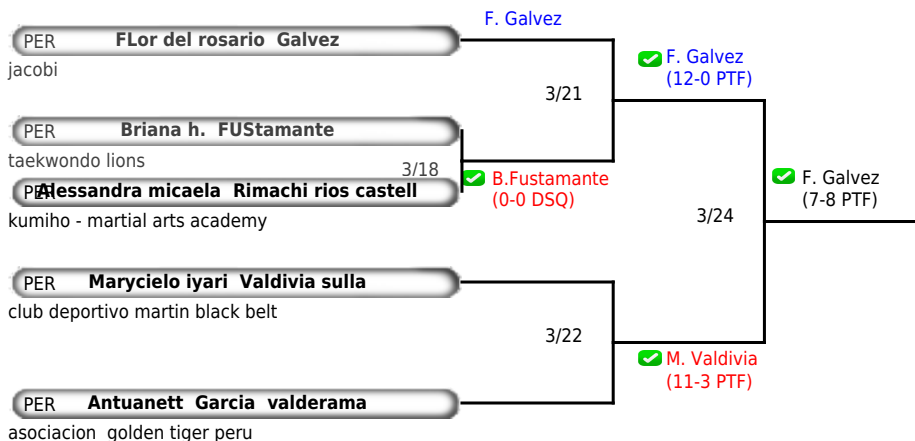 F. Galvez
PER FLor del rosario Galvez
jacobi
F. Galvez
(12-0 PTF)
3/21
PER Briana h. FUStamante
taekwondo lions
3/18
B.Fustamante
(0-0 DSQ)
PER Alessandra micaela Rimachi rios castell
kumiho - martial arts academy
F. Galvez
(7-8 PTF)
3/24
PER Marycielo iyari Valdivia sulla
club deportivo martin black belt
3/22
M. Valdivia
(11-3 PTF)
PER Antuanett Garcia valderama
asociacion golden tiger peru